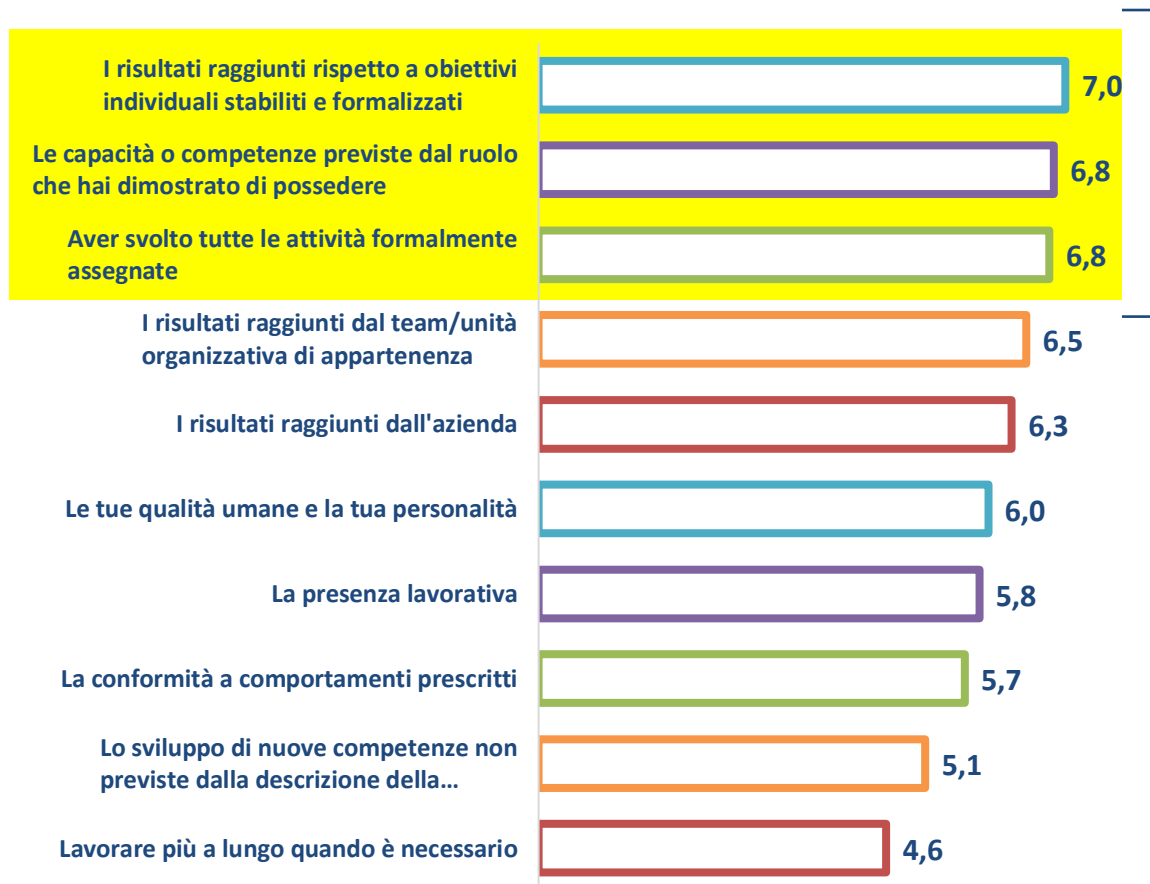 I risultati raggiunti rispetto a obiettivi
individuali stabiliti e formalizzati
7,0
Le capacità o competenze previste dal ruolo
che hai dimostrato di possedere
6,8
Aver svolto tutte le attività formalmente
assegnate
6,8
I risultati raggiunti dal team/unità
organizzativa di appartenenza
6,5
I risultati raggiunti dall'azienda
6,3
Le tue qualità umane e la tua personalità
6,0
La presenza lavorativa
5,8
La conformità a comportamenti prescritti
5,7
Lo sviluppo di nuove competenze non
previste dalla descrizione della…
5,1
Lavorare più a lungo quando è necessario
4,6